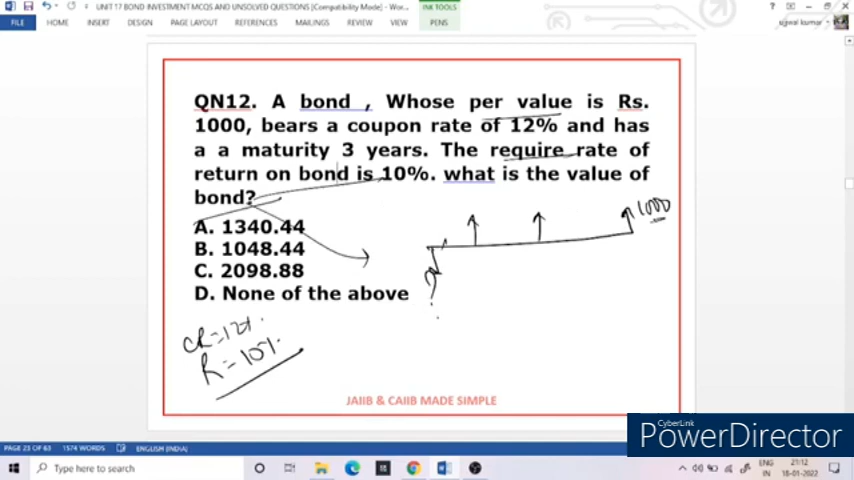 UNIT 17 BOND INVESTMENT MCQS AND UNSOLVED QUESTIONS [Compatibility Mode] - Wor...
INK TOOLS
ujjwal kumar
FILE
HOME
INSERT
DESIGN
PAGE LAYOUT
REFERENCES
MAILINGS
REVIEW
VIEW
PENS
QN12. A bond , Whose per value is Rs.
1000, bears a coupon rate of 12% and has
a a maturity 3 years. The require rate of
return on bond is 10%. what is the value of
bond?
A. 1340.44
B. 1048.44
C. 2098.88
D. None of the above
1000
?
CR=12%.
R=10%.
JAIIB & CAIIB MADE SIMPLE
CyberLink
PowerDirector
PAGE 23 OF 63
1574 WORDS
ENGLISH (INDIA)
Type here to search
ENG
IN
21:12
18-01-2022